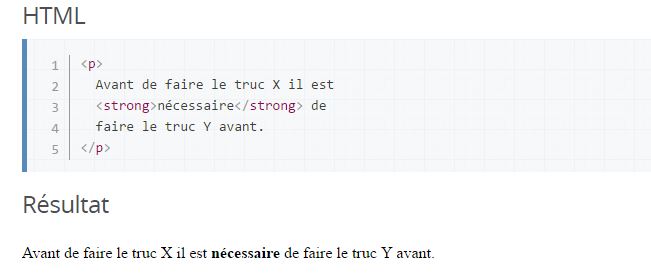 HTML
1 <p>
2 Avant de faire le truc X il est
3 <strong>nécessaire</strong> de
4 faire le truc Y avant.
5 </p>
Résultat
Avant de faire le truc X il est nécessaire de faire le truc Y avant.